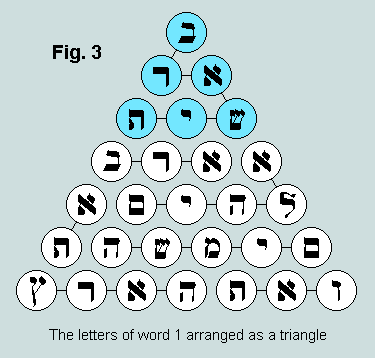 ב
Fig. 3
א ר
ש י ת
א א ר ב
ל ה י ם א
ם י מ ש ה ת
ו א ת ה א ר ץ
The letters of word 1 arranged as a triangle